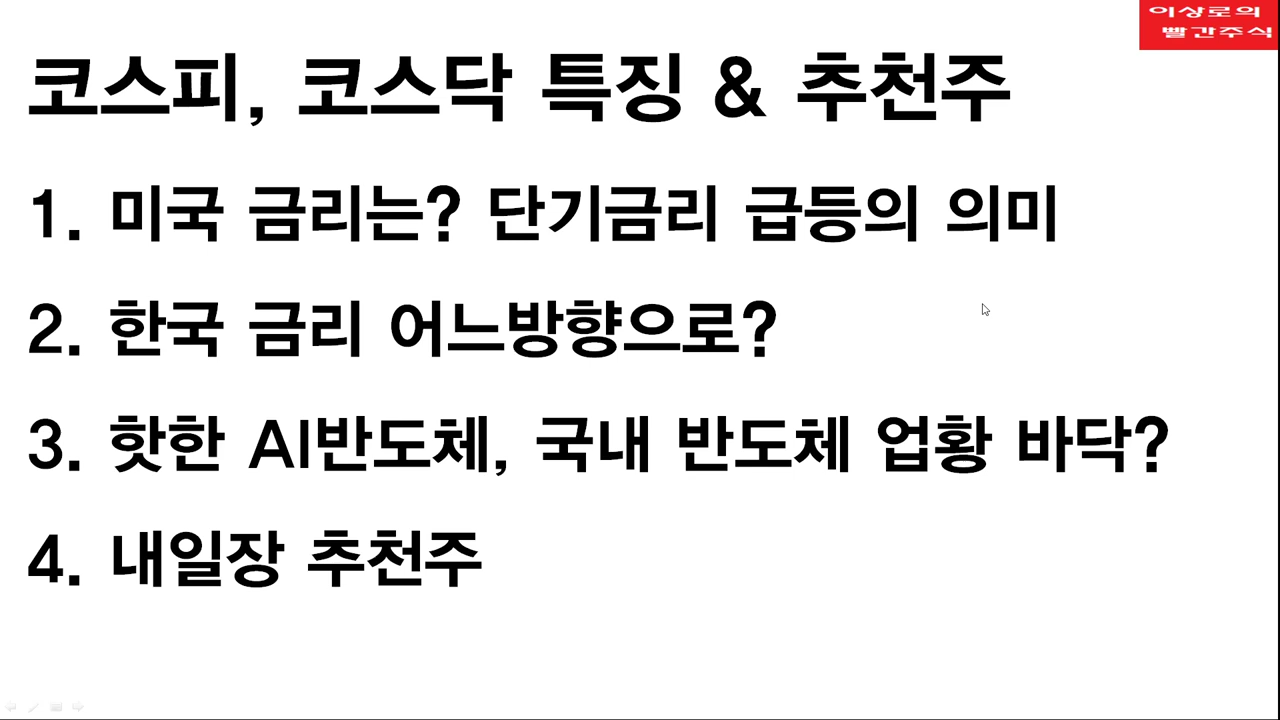 이상로의
빨간주식
코스피, 코스닥 특징 & 추천주
1. 미국 금리는? 단기금리 급등의 의미
2. 한국 금리 어느방향으로?
3. 핫한 AI반도체, 국내 반도체 업황 바닥?
4. 내일장 추천주